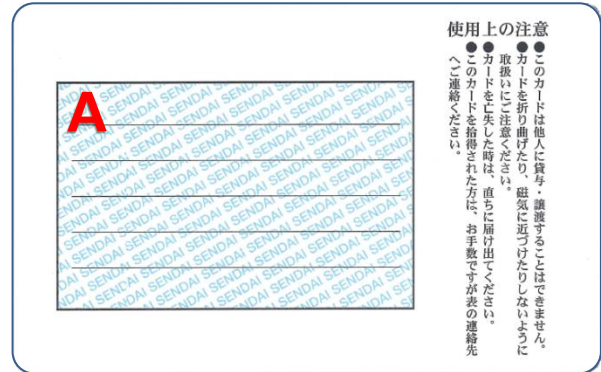 使用上の注意
●このカードは他人に貸与・譲渡することはできません。
●カードを折り曲げたり、磁気に近づけたりしないように
取扱いにご注意ください。
●カードを亡失した時は、直ちに届け出てください。
●このカードを拾得された方は、お手数ですが表の連絡先
へご連絡ください。
A
SENDAI SENDAI SENDAI SENDAI SENDAI